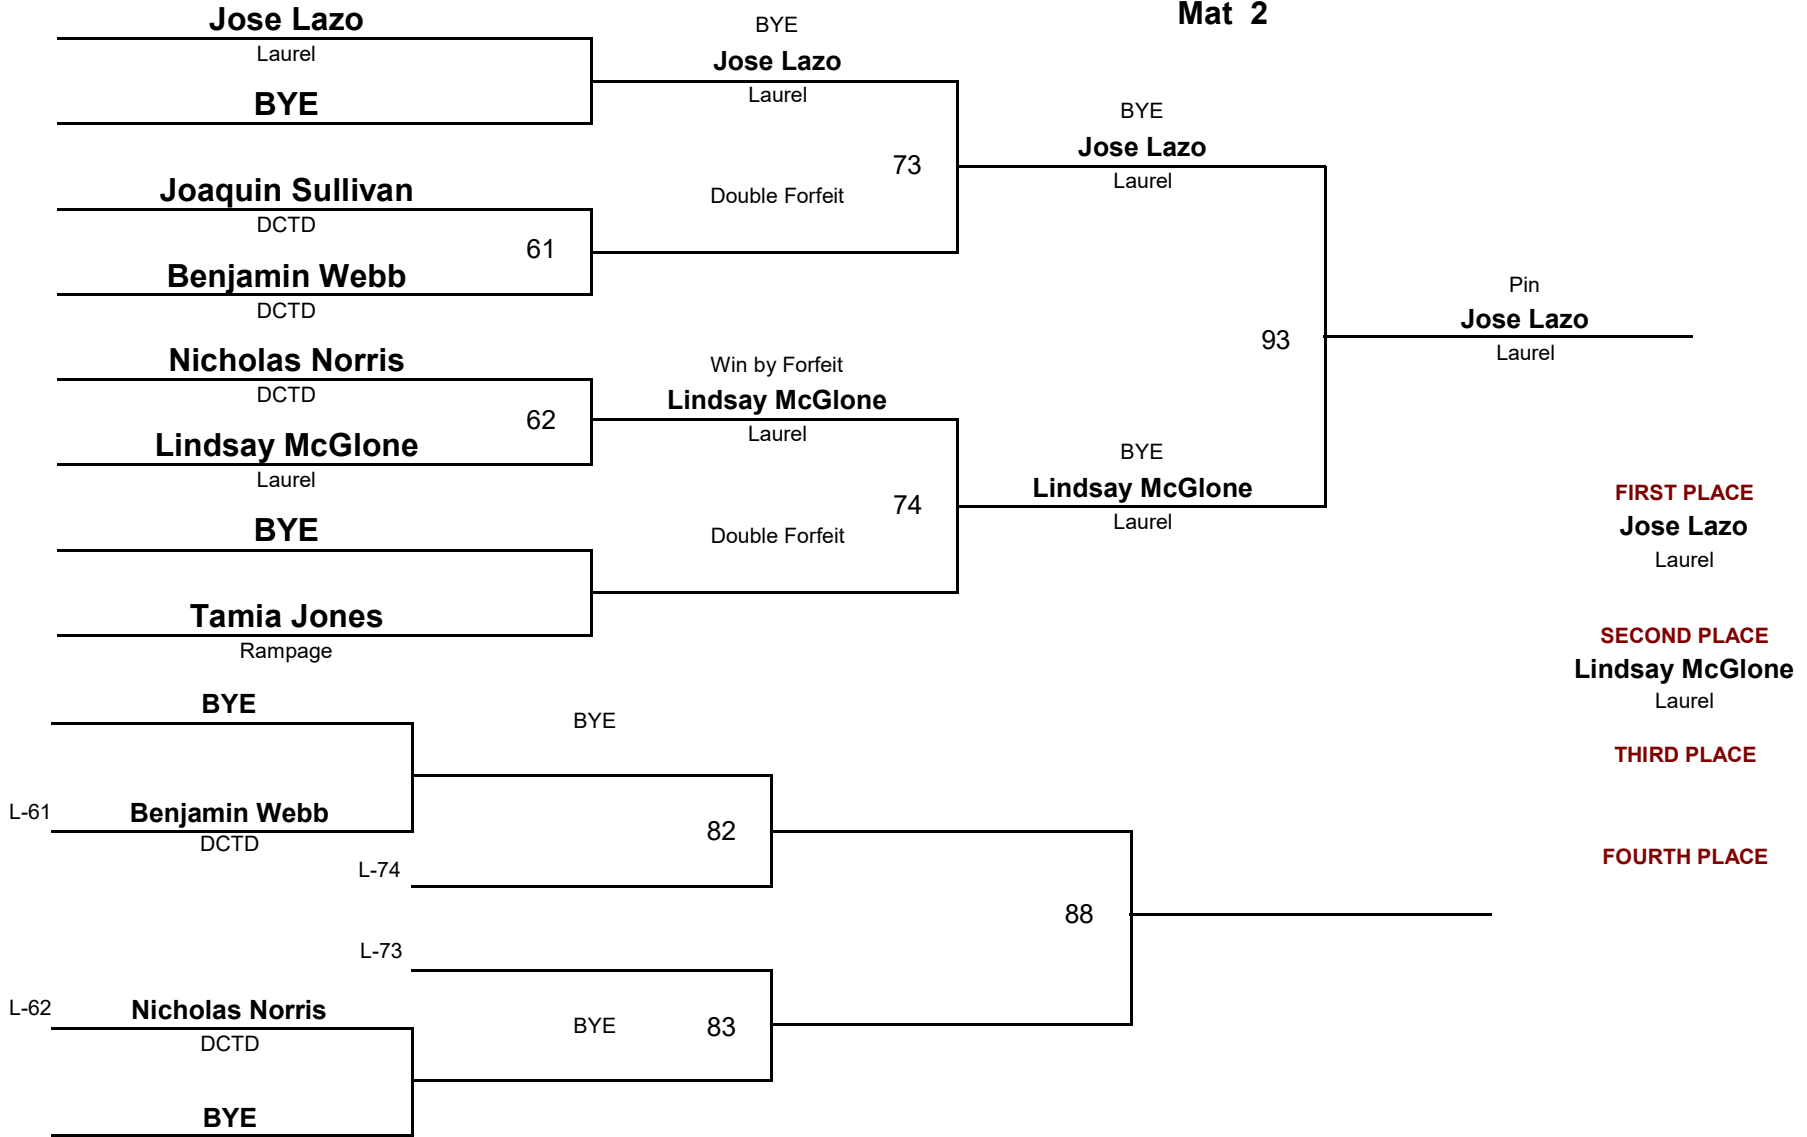 Mat 2
Jose Lazo
Laurel
BYE
Joaquin Sullivan
DCTD
61
Benjamin Webb
DCTD
Nicholas Norris
DCTD
62
Lindsay McGlone
Laurel
BYE
Tamia Jones
Rampage
BYE
Jose Lazo
Laurel
73
Double Forfeit
Win by Forfeit
Lindsay McGlone
Laurel
74
Double Forfeit
BYE
Jose Lazo
Laurel
93
BYE
Lindsay McGlone
Laurel
Pin
Jose Lazo
Laurel
FIRST PLACE
Jose Lazo
Laurel
SECOND PLACE
Lindsay McGlone
Laurel
THIRD PLACE
FOURTH PLACE
BYE
L-61
Benjamin Webb
DCTD
BYE
82
L-74
88
L-73
L-62
Nicholas Norris
DCTD
BYE
83
BYE